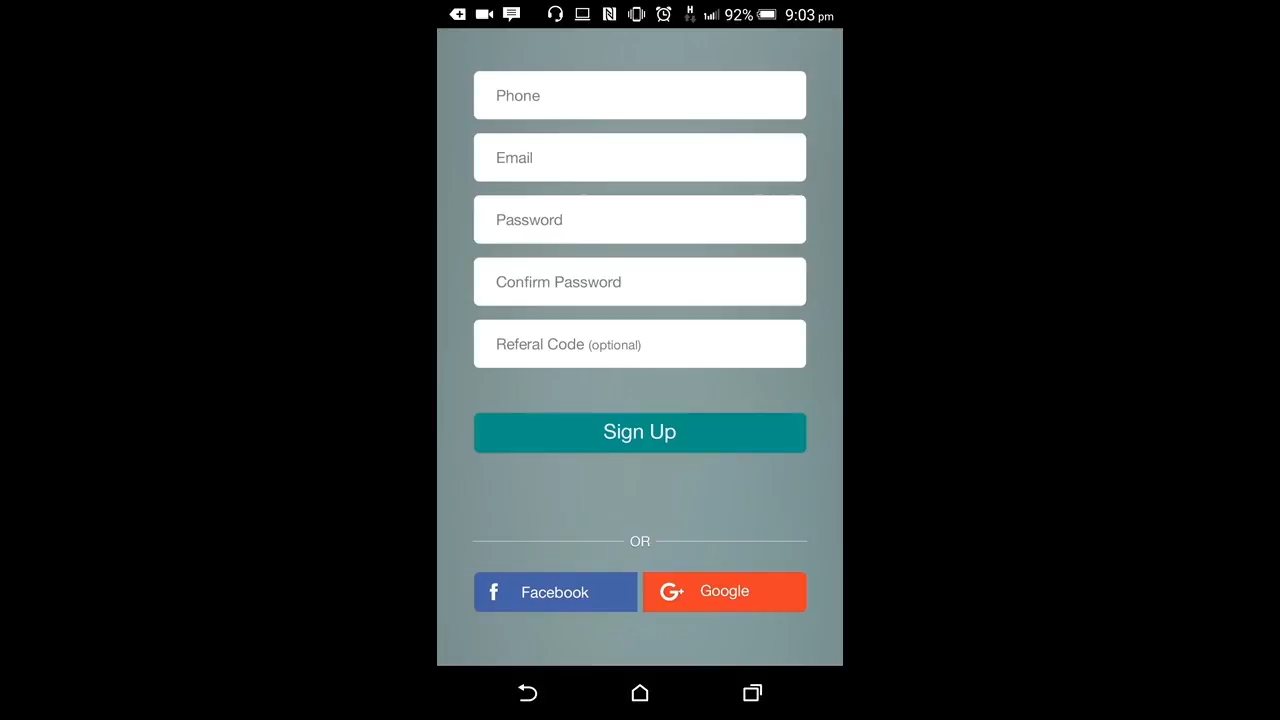 92% 9:03 pm
Phone
Email
Password
Confirm Password
Referal Code (optional)
Sign Up
OR
f Facebook
G+ Google